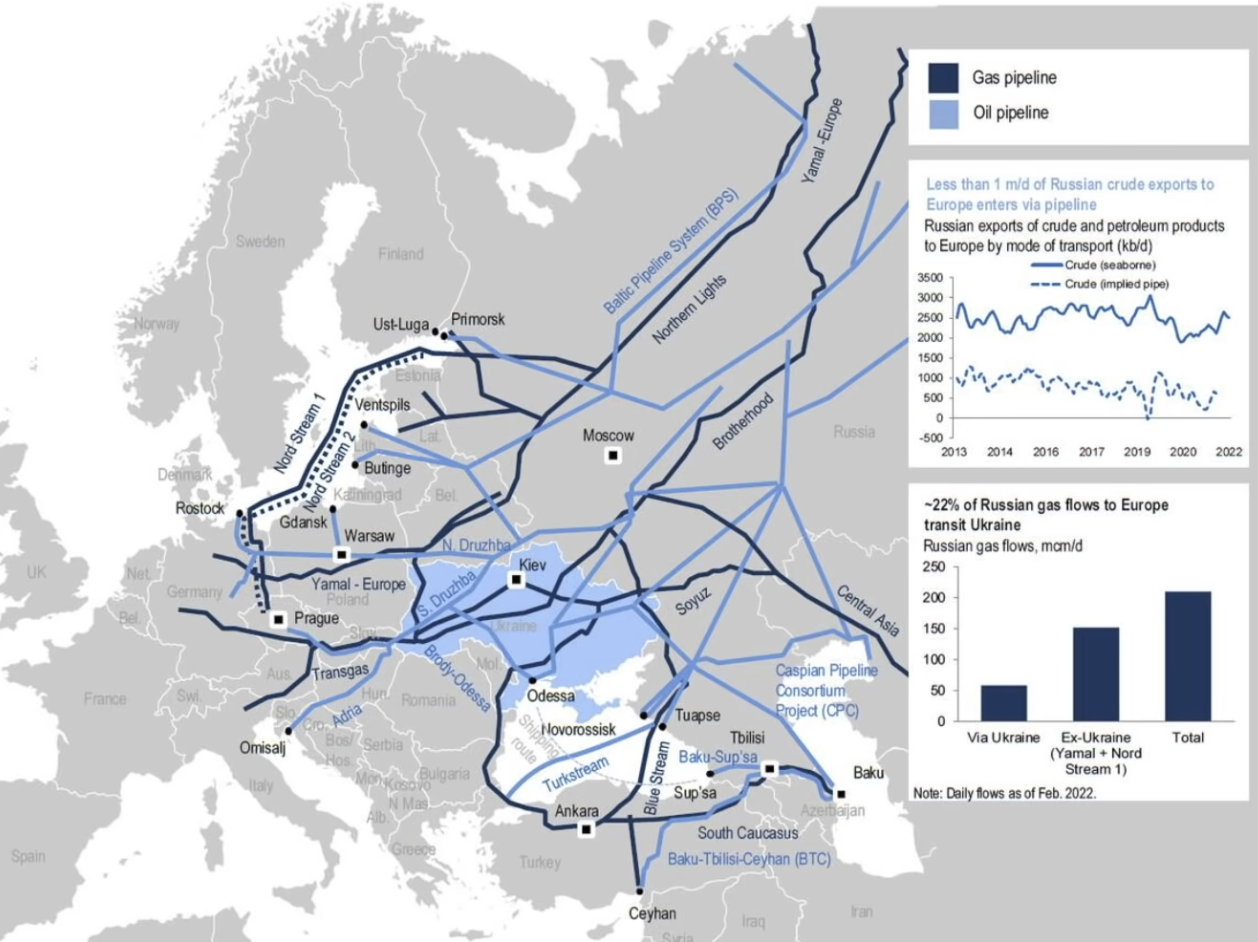 Gas pipeline
Oil pipeline
Less than 1 m/d of Russian crude exports to
Europe enters via pipeline
Russian exports of crude and petroleum products
to Europe by mode of transport (kb/d)
Crude (seaborne)
Crude (implied pipe)
3500
3000
2500
2000
1500
1000
500
0
-500
2013 2014 2016 2017 2019 2020 2022
~22% of Russian gas flows to Europe
transit Ukraine
Russian gas flows, mcm/d
250
200
150
100
50
0
Via Ukraine
Ex-Ukraine
(Yamal + Nord
Stream 1)
Total
Note: Daily flows as of Feb. 2022.
Yamal -Europe
Baltic Pipeline System (BPS)
Northern Lights
Sweden
Finland
Norway
Ust-Luga
Primorsk
Estonia
Nord Stream 1
Nord Stream 2
Ventspils
Lith.
Lat.
Butinge
Brotherhood
Moscow
Russia
Denmark
Kaliningrad
Bel.
Rostock
Gdansk
Warsaw
N. Druzhba
UK
Net.
Germany
Yamal - Europe
Poland
Kiev
S. Druzhba
Ukraine
Soyuz
Central Asia
Bel.
Prague
Slov.
Transgas
Aus.
Brody-Odessa
Mol.
France
Swi.
Hun.
Romania
Odessa
Caspian Pipeline
Consortium
Project (CPC)
Slo.
Cro.
Adria
Omisalj
Bos/
Hos.
Serbia
Shipping
route
Novorossisk
Tuapse
Tbilisi
Baku-Sup'sa
Turkstream
Blue Stream
Sup'sa
Baku
Italy
Mon.
Kosovo
Bulgaria
N Mas.
Alb.
Ankara
Azerbaijan
Spain
Greece
Turkey
South Caucasus
Baku-Tbilisi-Ceyhan (BTC)
Ceyhan
Syria
Iraq
Iran